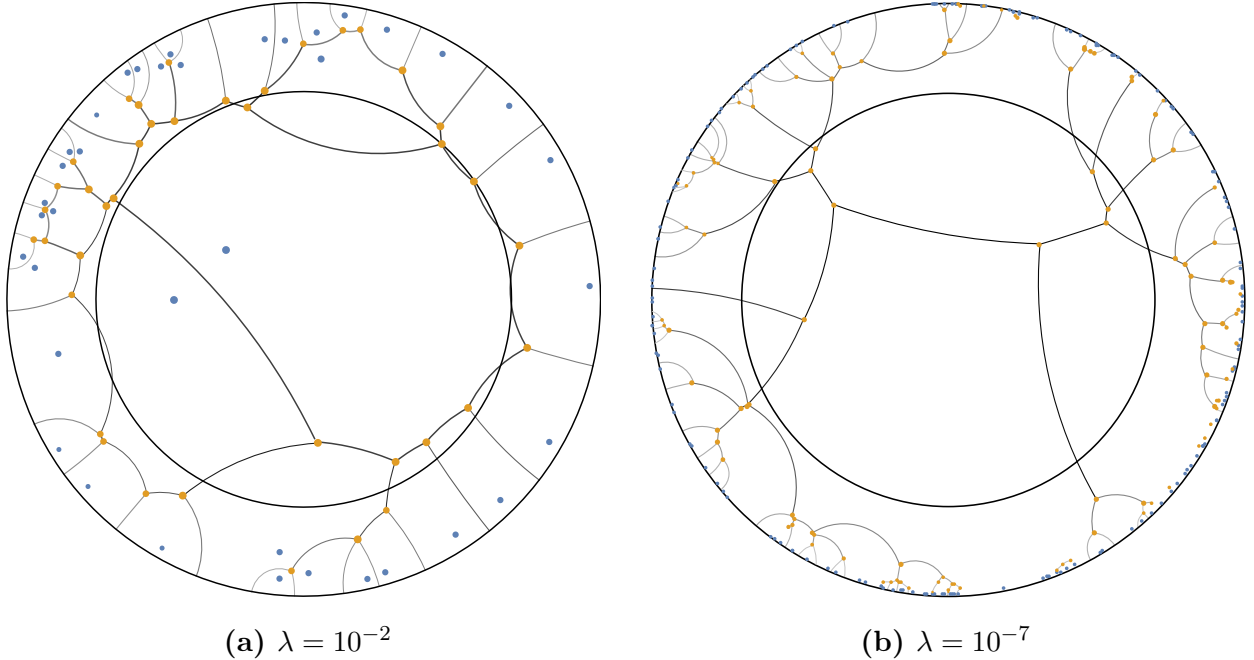 (a) λ = 10⁻²
(b) λ = 10⁻⁷